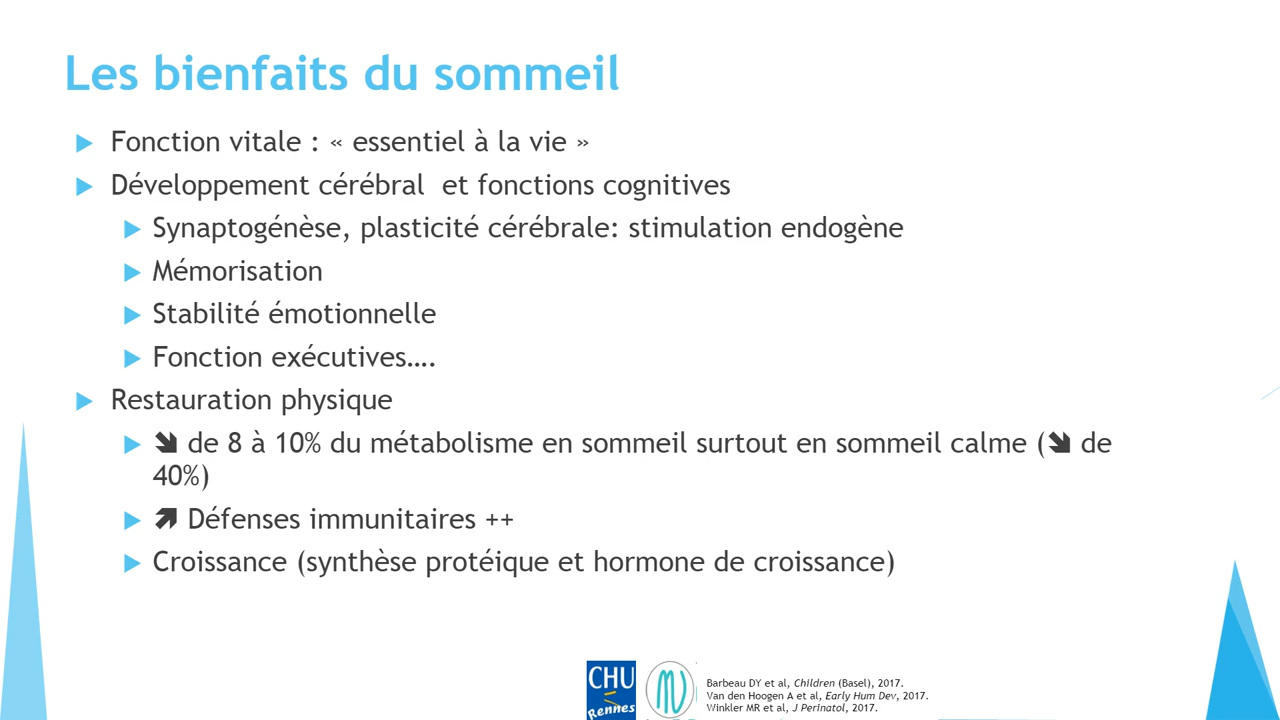 Les bienfaits du sommeil
Fonction vitale : « essentiel à la vie »
Développement cérébral et fonctions cognitives
Synaptogénèse, plasticité cérébrale: stimulation endogène
Mémorisation
Stabilité émotionnelle
Fonction exécutives....
Restauration physique
🡮 de 8 à 10% du métabolisme en sommeil surtout en sommeil calme (🡮 de
40%)
🡭 Défenses immunitaires ++
Croissance (synthèse protéique et hormone de croissance)
CHU
Rennes
Barbeau DY et al, Children (Basel), 2017.
Van den Hoogen A et al, Early Hum Dev, 2017.
Winkler MR et al, J Perinatol, 2017.